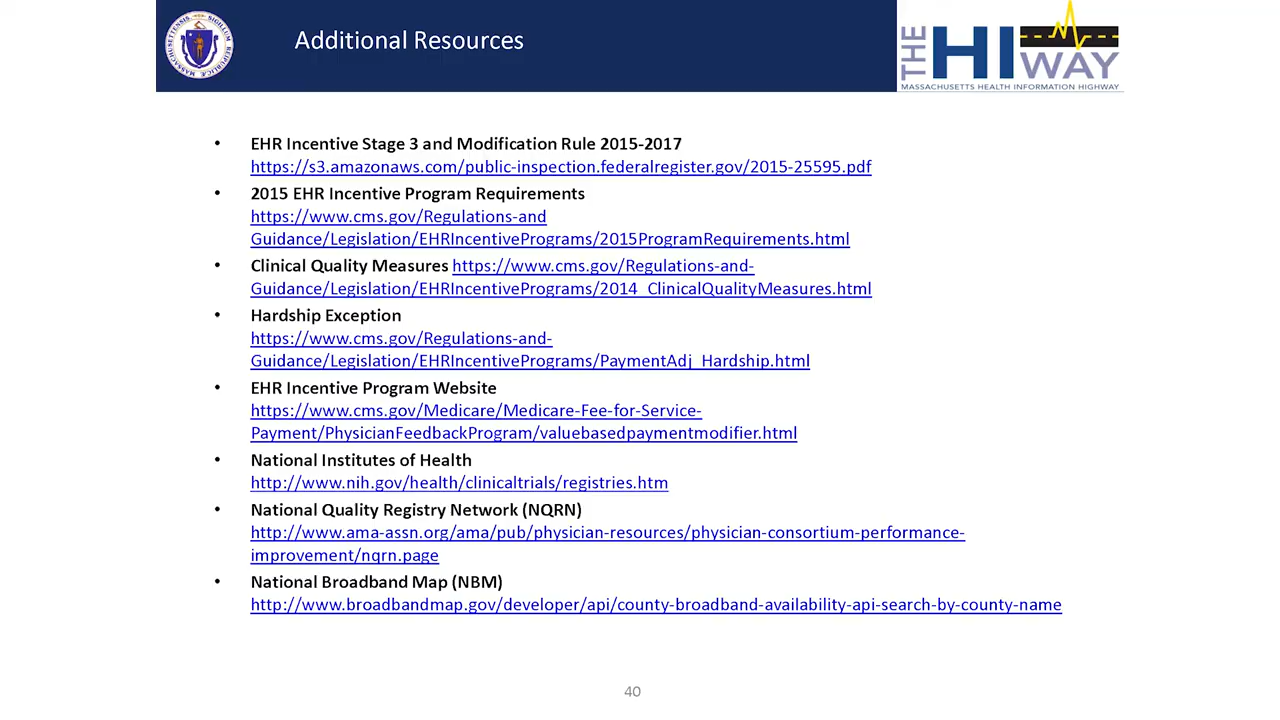 Additional Resources
THE HIWAY
MASSACHUSETTS HEALTH INFORMATION HIGHWAY
• EHR Incentive Stage 3 and Modification Rule 2015-2017
https://s3.amazonaws.com/public-inspection.federalregister.gov/2015-25595.pdf
• 2015 EHR Incentive Program Requirements
https://www.cms.gov/Regulations-and
Guidance/Legislation/EHRIncentivePrograms/2015ProgramRequirements.html
• Clinical Quality Measures https://www.cms.gov/Regulations-and-
Guidance/Legislation/EHRIncentivePrograms/2014_ClinicalQualityMeasures.html
• Hardship Exception
https://www.cms.gov/Regulations-and-
Guidance/Legislation/EHRIncentivePrograms/PaymentAdj_Hardship.html
• EHR Incentive Program Website
https://www.cms.gov/Medicare/Medicare-Fee-for-Service-
Payment/PhysicianFeedbackProgram/valuebasedpaymentmodifier.html
• National Institutes of Health
http://www.nih.gov/health/clinicaltrials/registries.htm
• National Quality Registry Network (NQRN)
http://www.ama-assn.org/ama/pub/physician-resources/physician-consortium-performance-
improvement/nqrn.page
• National Broadband Map (NBM)
http://www.broadbandmap.gov/developer/api/county-broadband-availability-api-search-by-county-name
40